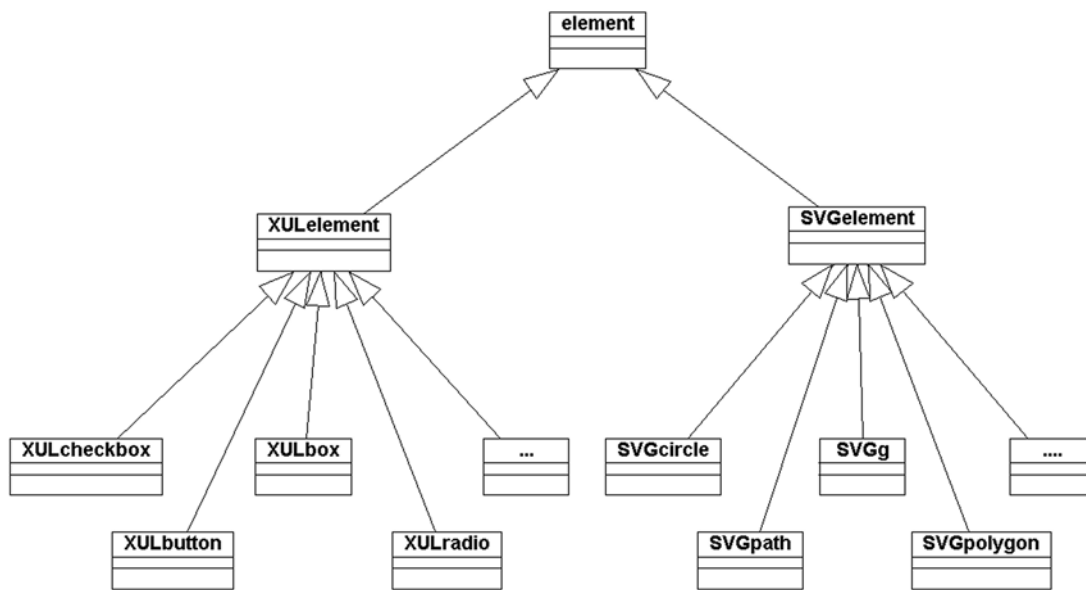 element
XULelement
SVGelement
XULcheckbox
XULbox
...
SVGcircle
SVGg
....
XULbutton
XULradio
SVGpath
SVGpolygon